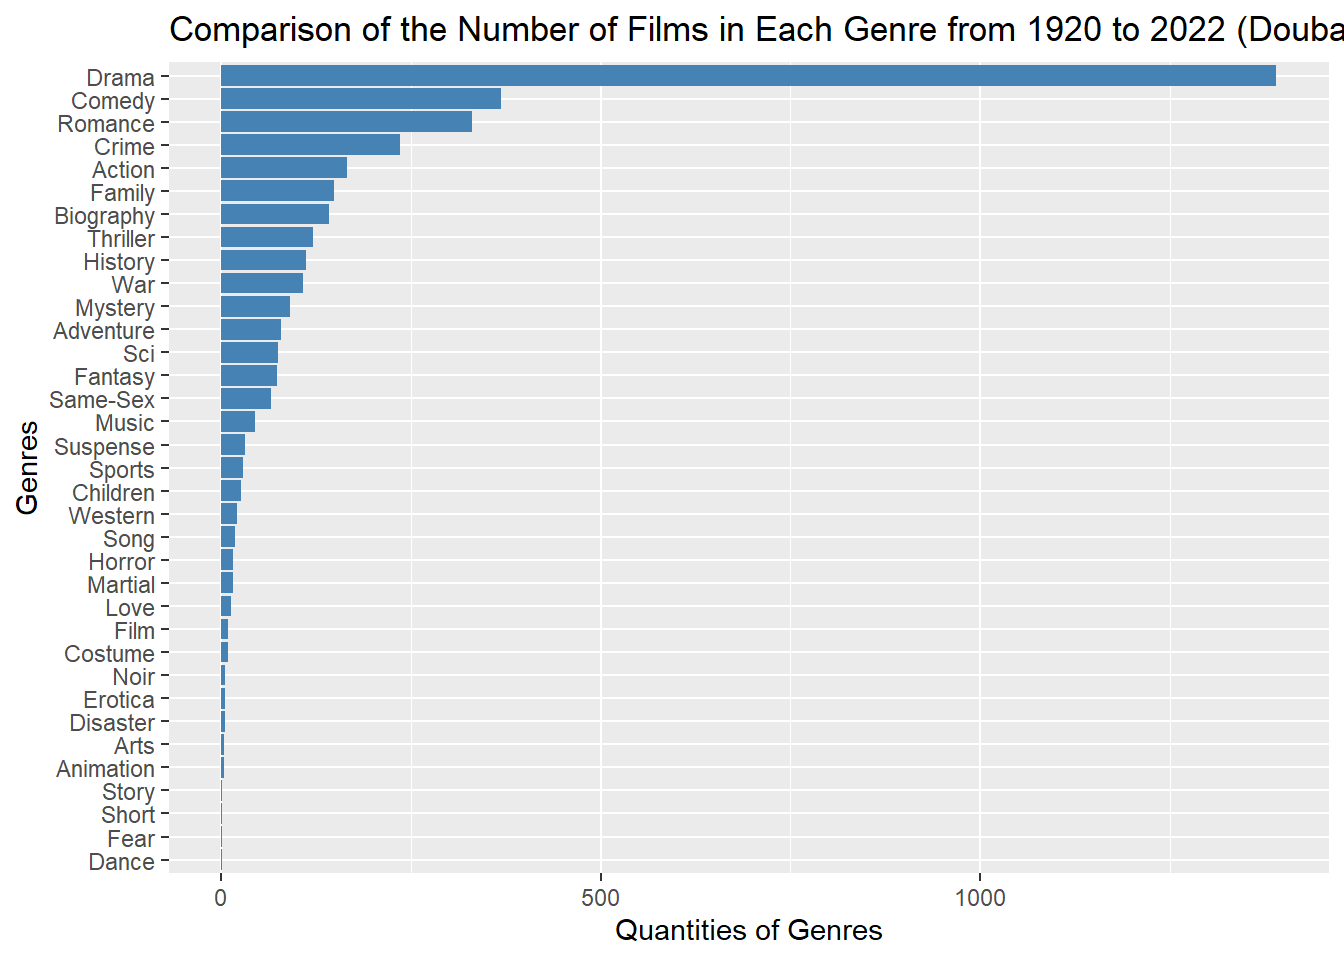 Comparison of the Number of Films in Each Genre from 1920 to 2022 (Douba
Drama
Comedy
Romance
Crime
Action
Family
Biography
Thriller
History
War
Mystery
Adventure
Sci
Fantasy
Same-Sex
Music
Suspense
Sports
Children
Western
Song
Horror
Martial
Love
Film
Costume
Noir
Erotica
Disaster
Arts
Animation
Story
Short
Fear
Dance
Genres
0 500 1000
Quantities of Genres